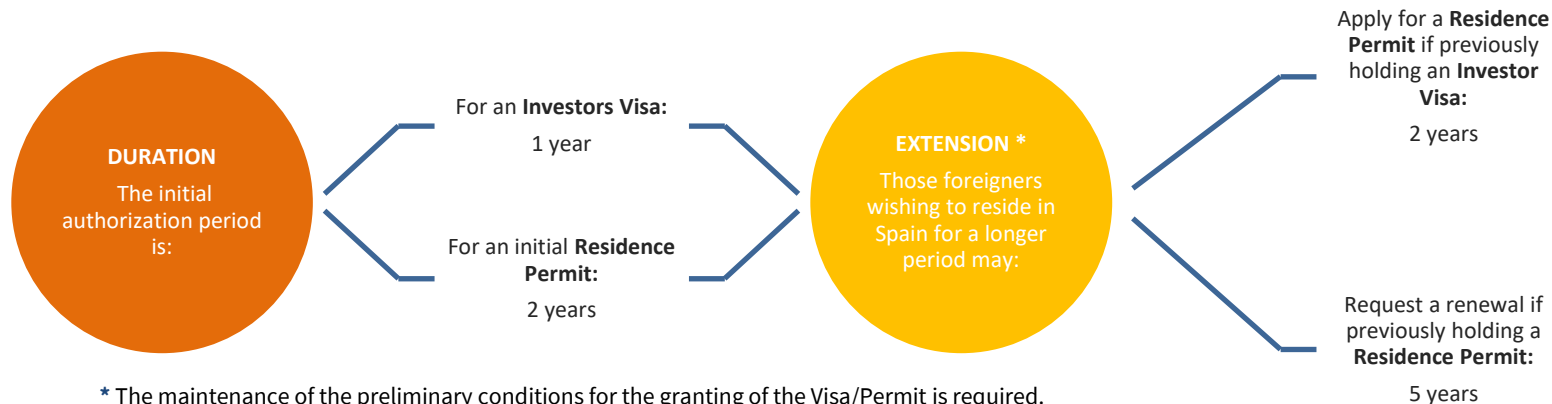 DURATION
The initial
authorization period
is:
For an Investors Visa:
1 year
For an initial Residence
Permit:
2 years
EXTENSION *
Those foreigners
wishing to reside in
Spain for a longer
period may:
Apply for a Residence
Permit if previously
holding an Investor
Visa:
2 years
Request a renewal if
previously holding a
Residence Permit:
5 years
* The maintenance of the preliminary conditions for the granting of the Visa/Permit is required.